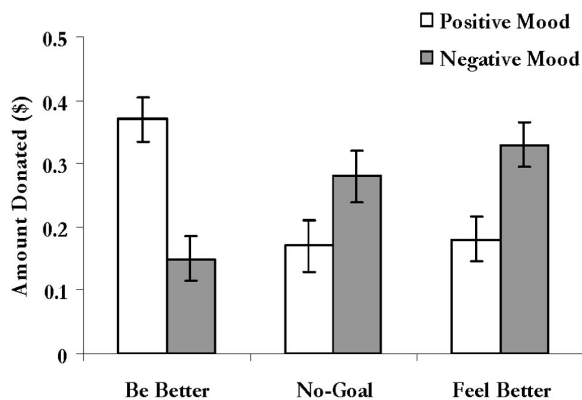 Positive Mood
Negative Mood
Amount Donated ($)
0.5
0.4
0.3
0.2
0.1
0
Be Better No-Goal Feel Better